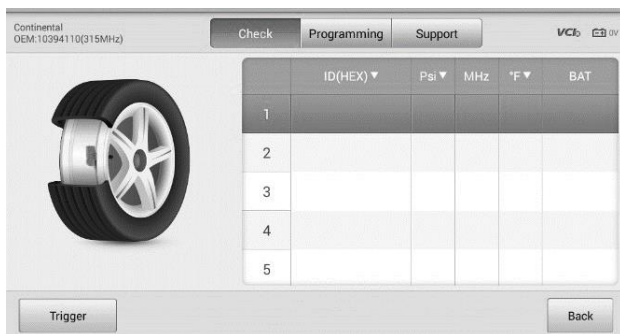 Continental
OEM:10394110(315MHz)
Check
Programming
Support
VCI
0V
ID(HEX)▼ Psi▼ MHz °F▼ BAT
1
2
3
4
5
Trigger
Back